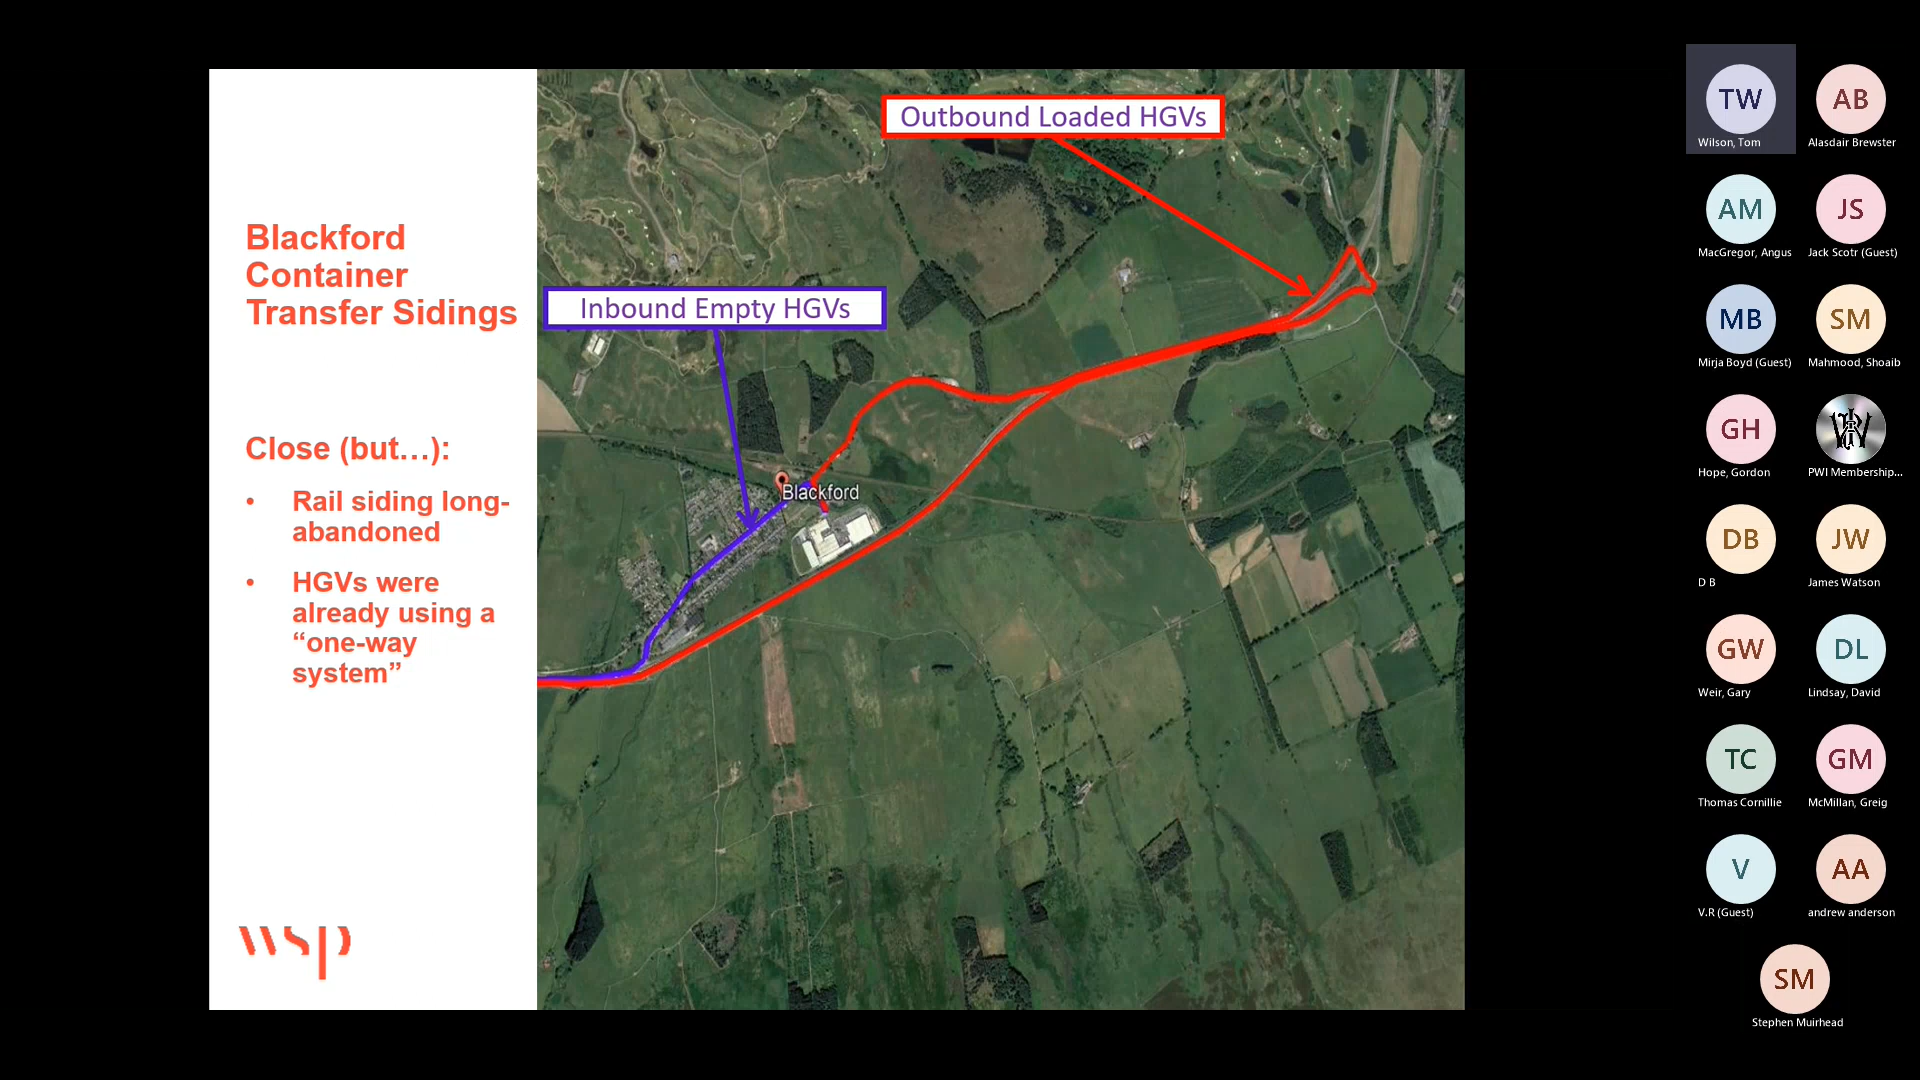 Blackford
Container
Transfer Sidings
Close (but…):
• Rail siding long-
abandoned
• HGVs were
already using a
“one-way
system”
wsp
Outbound Loaded HGVs
Inbound Empty HGVs
Blackford
TW
Wilson, Tom
AB
Alasdair Brewster
AM
MacGregor, Angus
JS
Jack Scotr (Guest)
MB
Mirja Boyd (Guest)
SM
Mahmood, Shoaib
GH
Hope, Gordon
PWI Membership...
DB
D B
JW
James Watson
GW
Weir, Gary
DL
Lindsay, David
TC
Thomas Cornillie
GM
McMillan, Greig
V
V.R (Guest)
AA
andrew anderson
SM
Stephen Muirhead